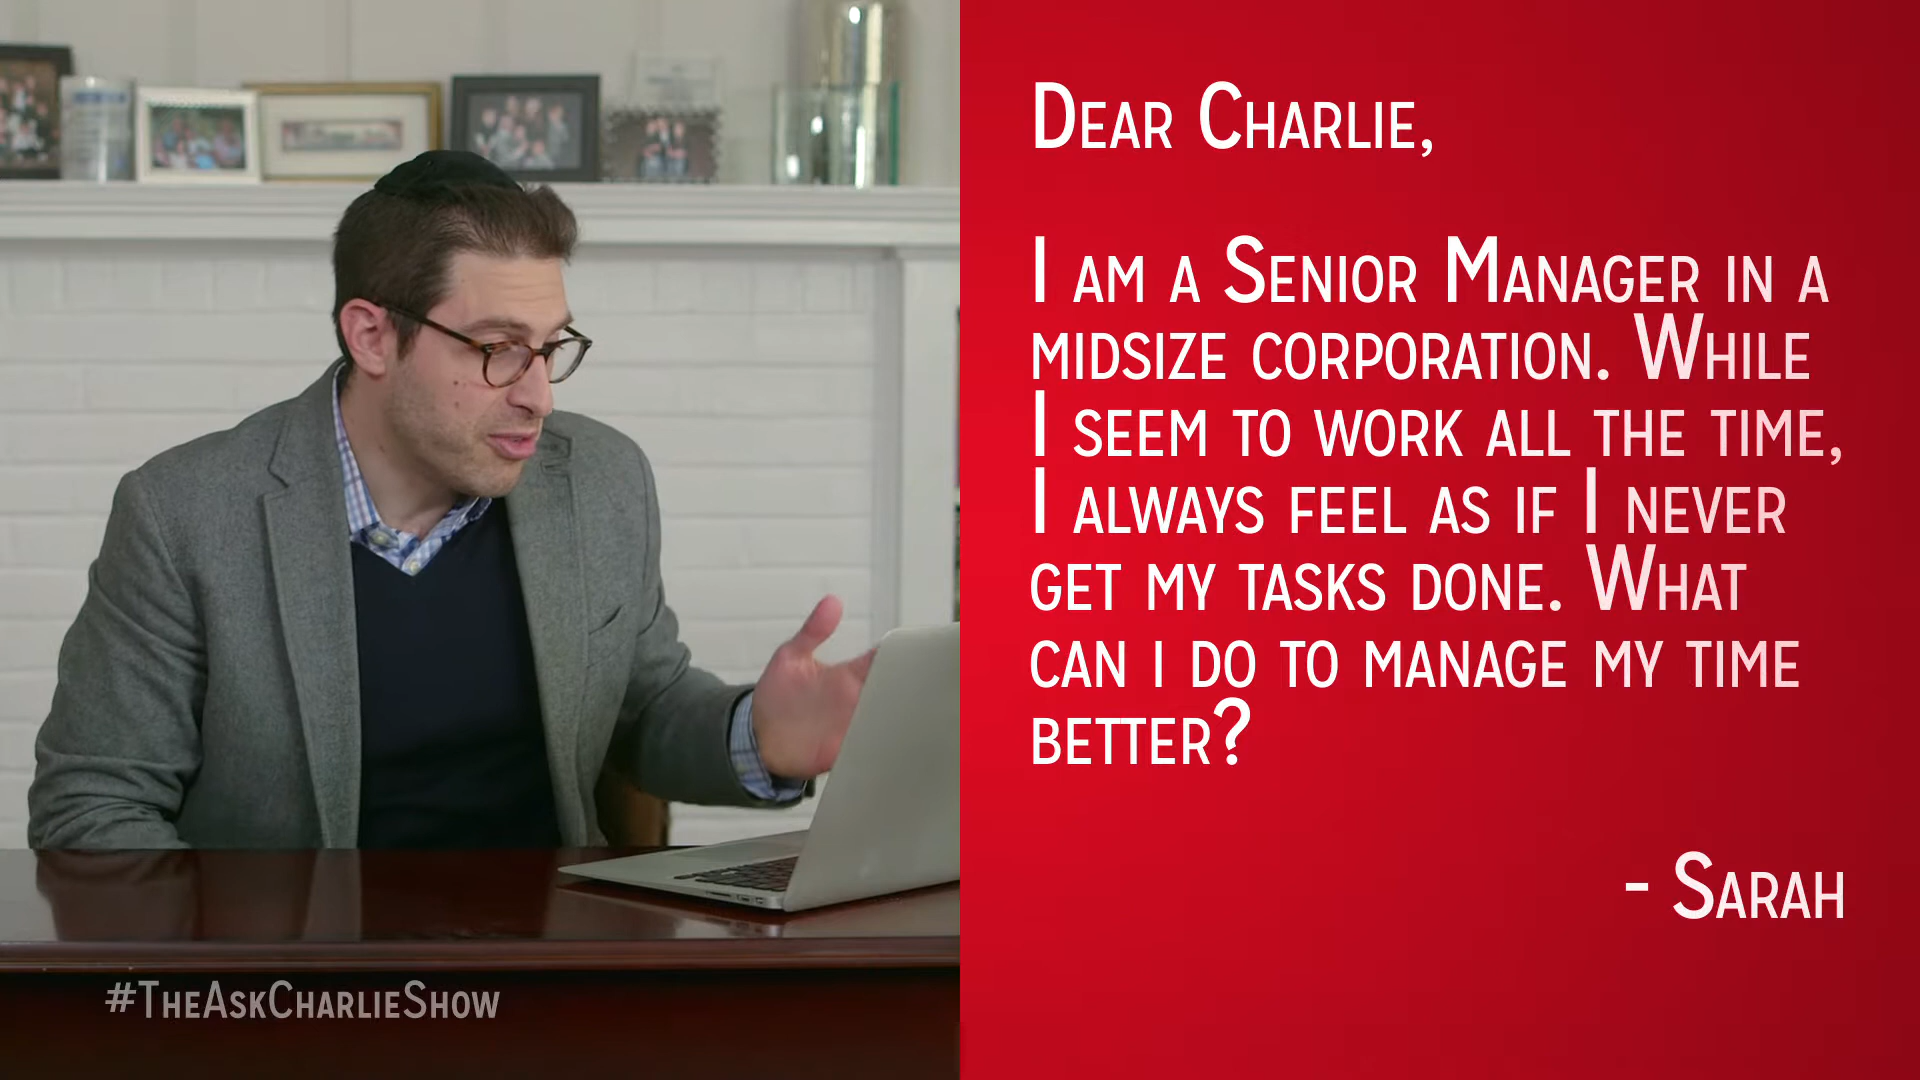 Dear Charlie,
I am a Senior Manager in a
midsize corporation. While
I seem to work all the time,
I always feel as if I never
get my tasks done. What
can i do to manage my time
better?
- Sarah
#TheAskCharlieShow